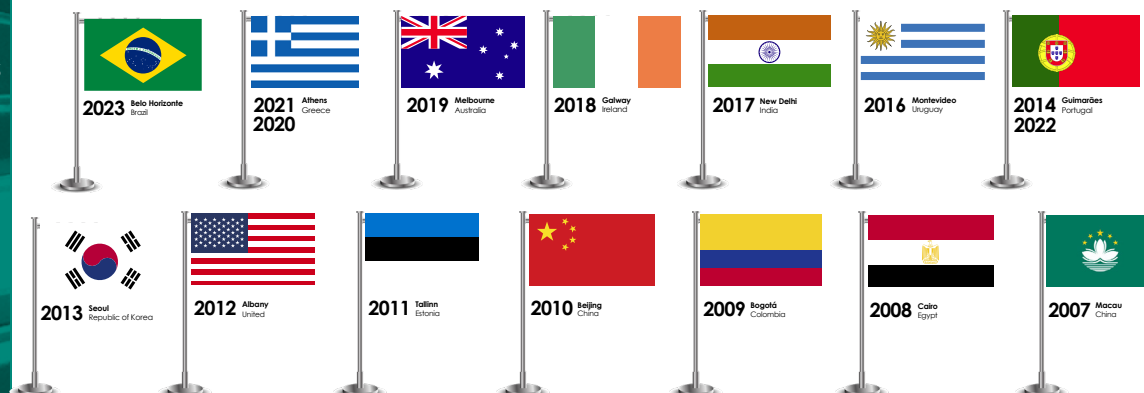 2023 Belo Horizonte
Brazil
2021 Athens
Greece
2020
2019 Melbourne
Australia
2018 Galway
Ireland
2017 New Delhi
India
2016 Montevideo
Uruguay
2014 Guimarães
Portugal
2022
2013 Seoul
Republic of Korea
2012 Albany
United
2011 Tallinn
Estonia
2010 Beijing
China
2009 Bogotá
Colombia
2008 Cairo
Egypt
2007 Macau
China